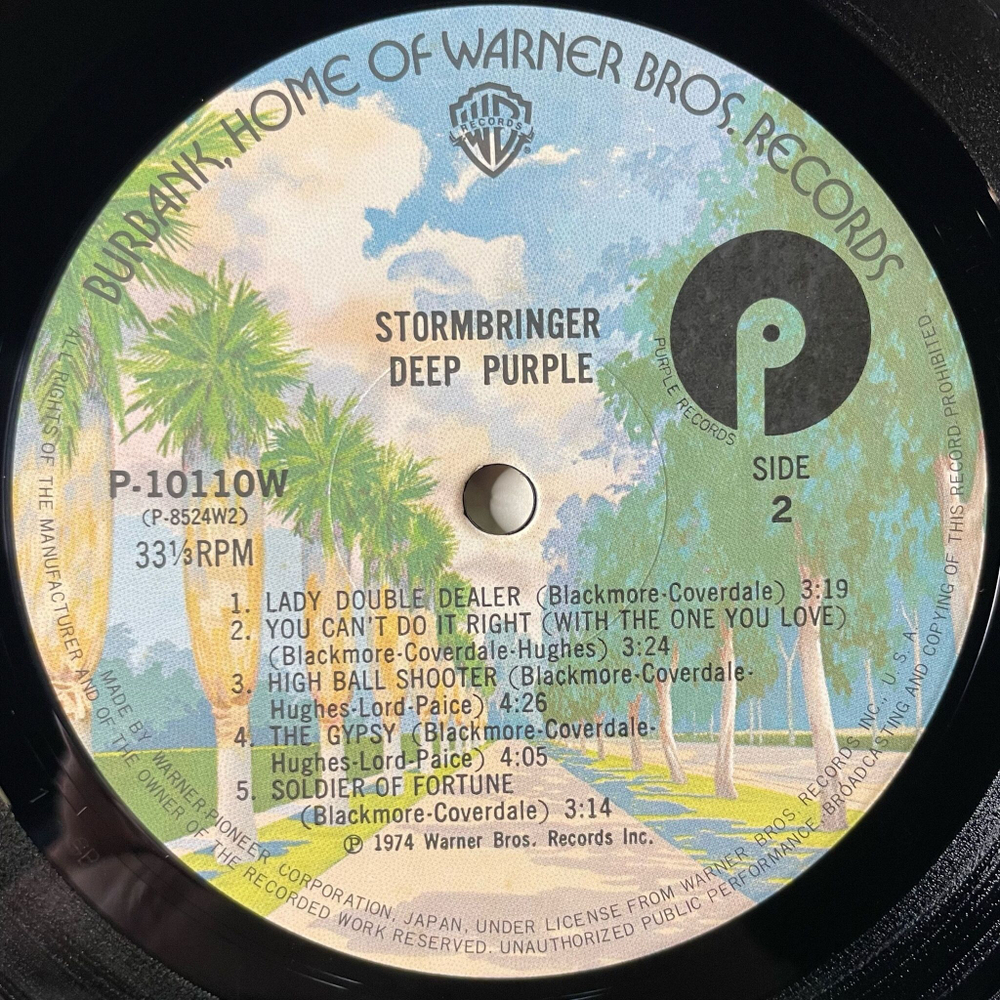 BURBANK, HOME OF WARNER BROS. RECORDS
RECORDS
STORMBRINGER
DEEP PURPLE
PURPLE RECORDS
SIDE
2
P-10110W
(P-8524W2)
33⅓RPM
1. LADY DOUBLE DEALER (Blackmore-Coverdale) 3:19
2. YOU CAN'T DO IT RIGHT (WITH THE ONE YOU LOVE)
(Blackmore-Coverdale-Hughes) 3:24
3. HIGH BALL SHOOTER (Blackmore-Coverdale-
Hughes-Lord-Paice) 4:26
4. THE GYPSY (Blackmore-Coverdale-
Hughes-Lord-Paice) 4:05
5. SOLDIER OF FORTUNE
(Blackmore-Coverdale) 3:14
℗ 1974 Warner Bros. Records Inc.
MADE BY WARNER-PIONEER CORPORATION, JAPAN, UNDER LICENSE FROM WARNER BROS. RECORDS INC., U.S.A.
ALL RIGHTS OF THE MANUFACTURER AND OF THE OWNER OF THE RECORDED WORK RESERVED. UNAUTHORIZED PUBLIC PERFORMANCE, BROADCASTING AND COPYING OF THIS RECORD PROHIBITED